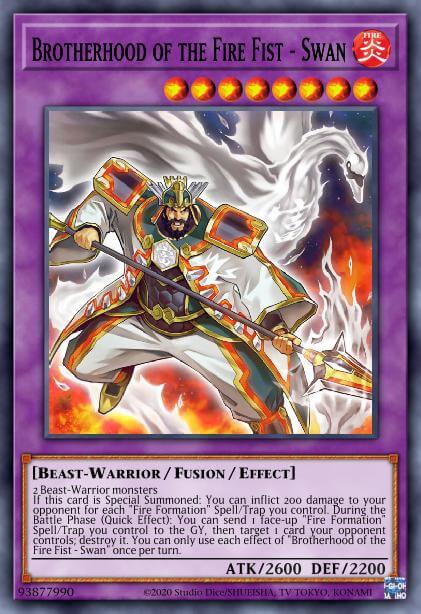 Brotherhood of the Fire Fist - Swan
FIRE
炎
[Beast-Warrior / Fusion / Effect]
2 Beast-Warrior monsters
If this card is Special Summoned: You can inflict 200 damage to your
opponent for each "Fire Formation" Spell/Trap you control. During the
Battle Phase (Quick Effect): You can send 1 face-up "Fire Formation"
Spell/Trap you control to the GY, then target 1 card your opponent
controls; destroy it. You can only use each effect of "Brotherhood of the
Fire Fist - Swan" once per turn.
ATK/2600 DEF/2200
93877990
©2020 Studio Dice/SHUEISHA, TV TOKYO, KONAMI